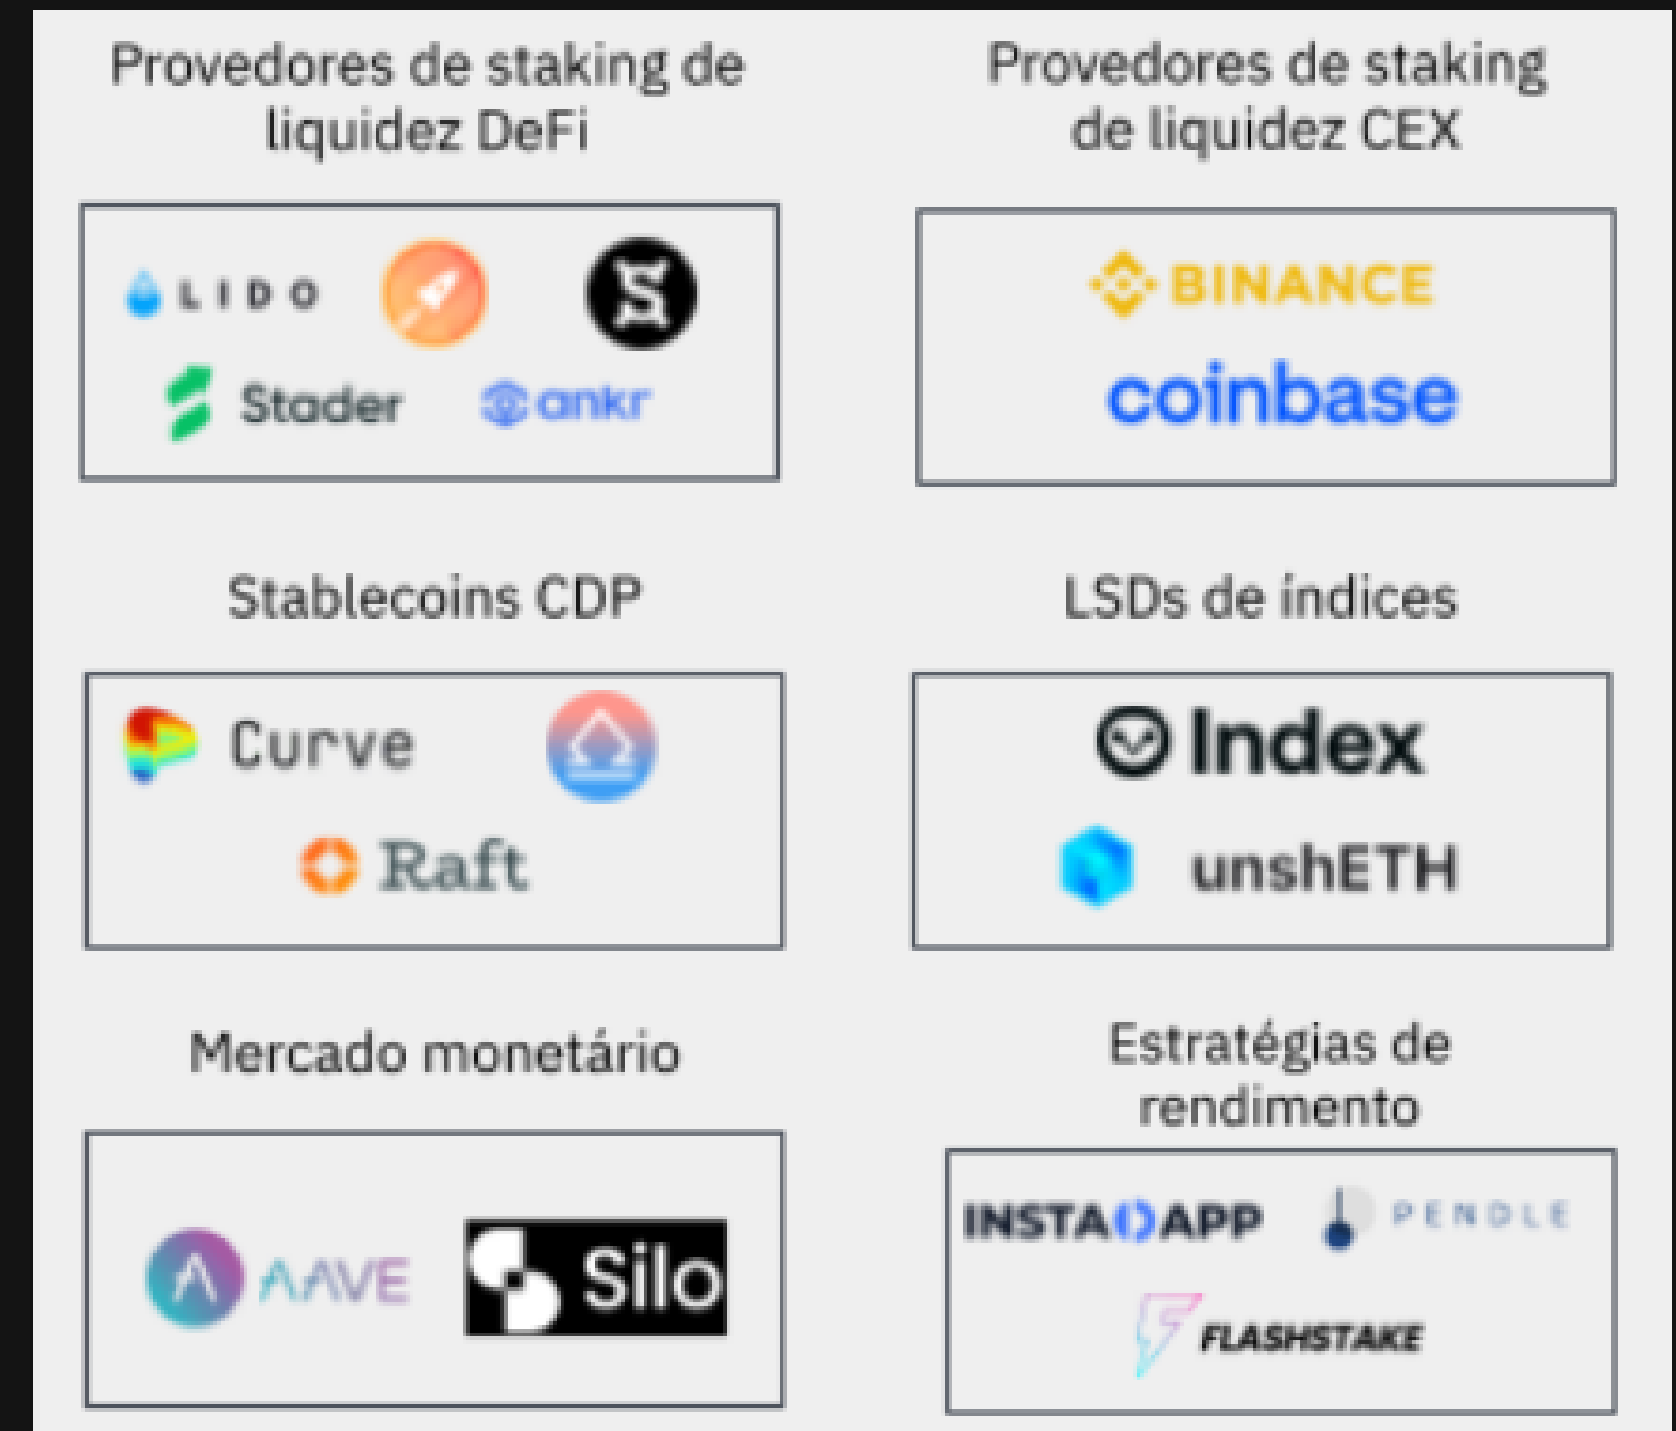 Provedores de staking de
liquidez DeFi
LIDO
S
Stader
ankr
Provedores de staking
de liquidez CEX
BINANCE
coinbase
Stablecoins CDP
Curve
Raft
LSDs de índices
Index
unshETH
Mercado monetário
AAVE
Silo
Estratégias de
rendimento
INSTADAPP
PENDLE
FLASHSTAKE